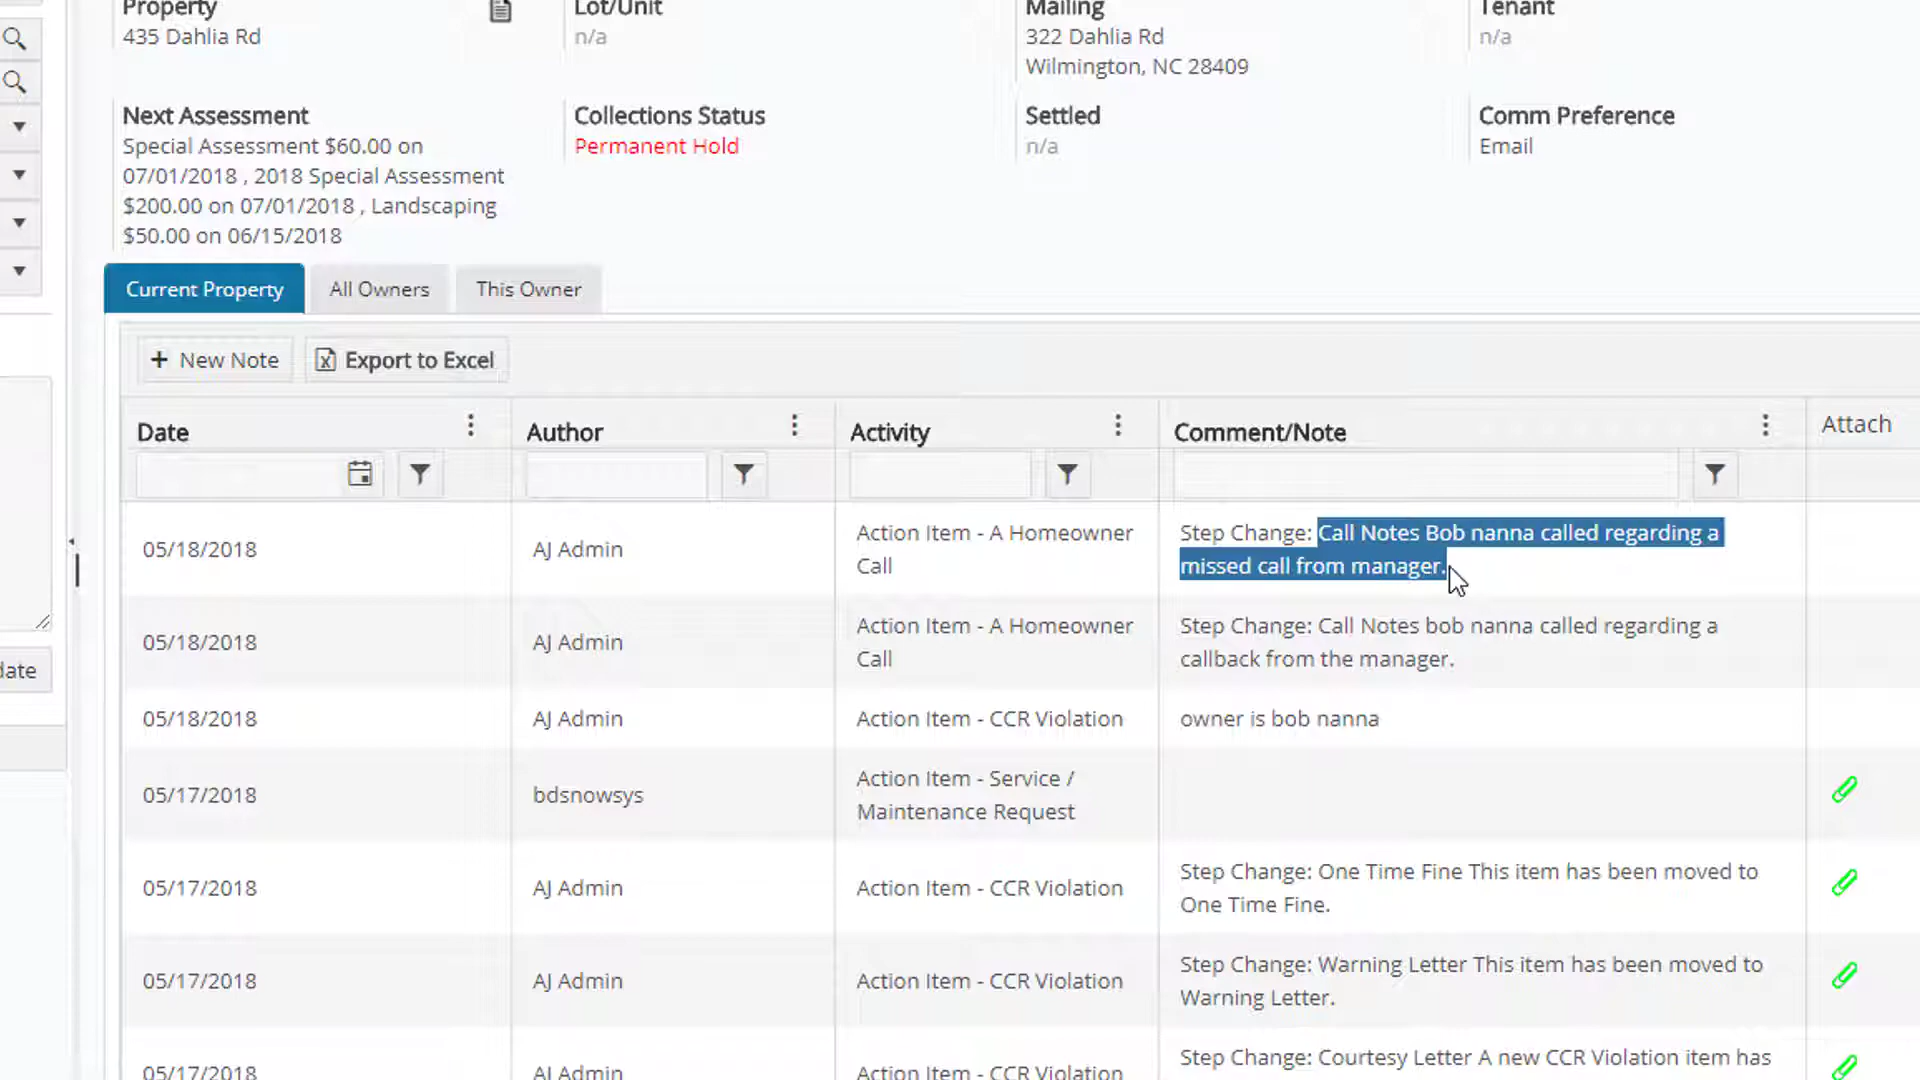 Property
435 Dahlia Rd
Lot/Unit
n/a
Mailing
322 Dahlia Rd
Wilmington, NC 28409
Tenant
n/a
Next Assessment
Special Assessment $60.00 on
07/01/2018 , 2018 Special Assessment
$200.00 on 07/01/2018 , Landscaping
$50.00 on 06/15/2018
Collections Status
Permanent Hold
Settled
n/a
Comm Preference
Email
Current Property
All Owners
This Owner
+ New Note
Export to Excel
Date
Author
Activity
Comment/Note
Attach
05/18/2018
AJ Admin
Action Item - A Homeowner
Call
Step Change: Call Notes Bob nanna called regarding a
missed call from manager.
05/18/2018
AJ Admin
Action Item - A Homeowner
Call
Step Change: Call Notes bob nanna called regarding a
callback from the manager.
date
05/18/2018
AJ Admin
Action Item - CCR Violation
owner is bob nanna
05/17/2018
bdsnowsys
Action Item - Service /
Maintenance Request
05/17/2018
AJ Admin
Action Item - CCR Violation
Step Change: One Time Fine This item has been moved to
One Time Fine.
05/17/2018
AJ Admin
Action Item - CCR Violation
Step Change: Warning Letter This item has been moved to
Warning Letter.
05/17/2018
AJ Admin
Action Item - CCR Violation
Step Change: Courtesy Letter A new CCR Violation item has